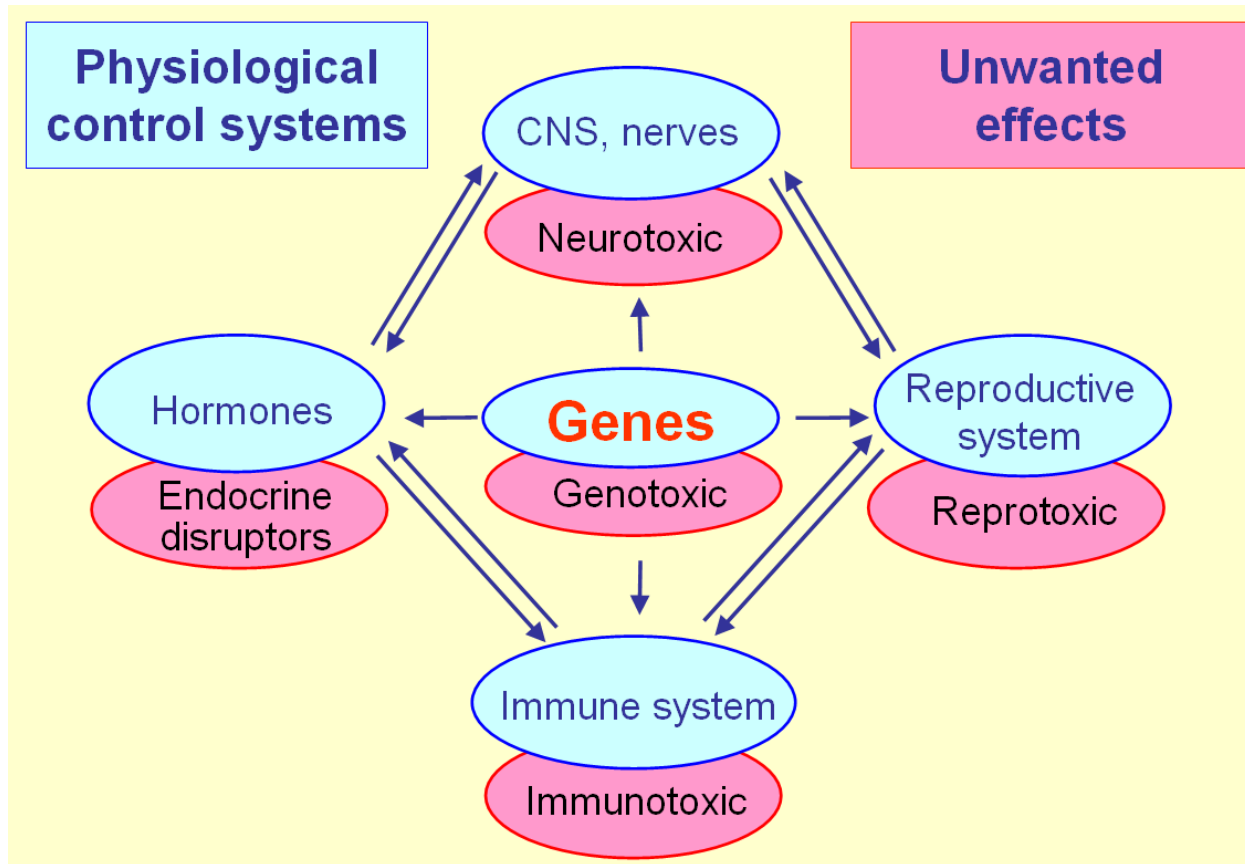 Physiological
control systems
Unwanted
effects
CNS, nerves
Neurotoxic
Hormones
Endocrine
disruptors
Genes
Genotoxic
Reproductive
system
Reprotoxic
Immune system
Immunotoxic